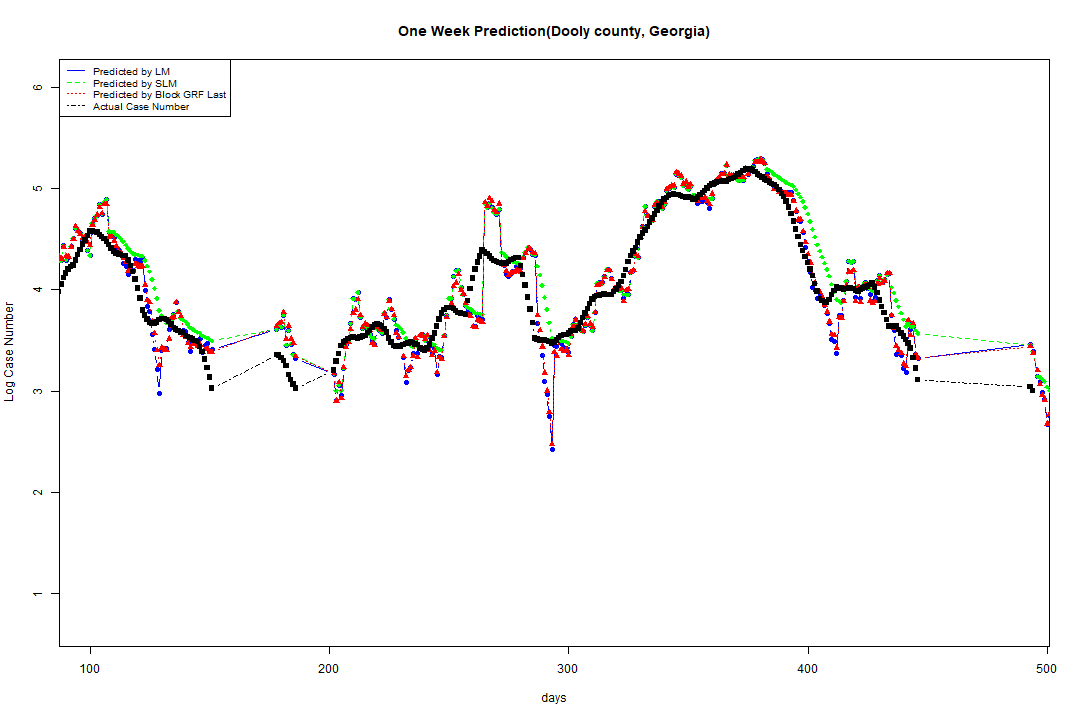 One Week Prediction(Dooly county, Georgia)
Predicted by LM
Predicted by SLM
Predicted by Block GRF Last
Actual Case Number
Log Case Number
6
5
4
3
2
1
100 200 300 400 500
days